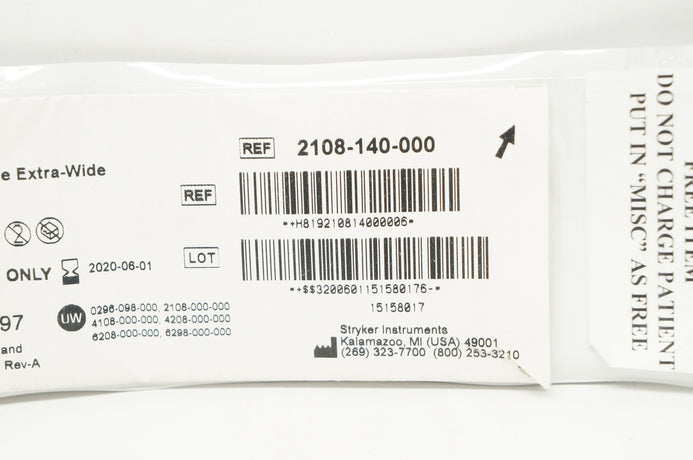 REF 2108-140-000
e Extra-Wide
REF
*+H819210814000006*
2
ONLY 2020-06-01
LOT
*+$$3200601151580176-*
15158017
97
UW 0296-098-000, 2108-000-000
4108-000-000, 4208-000-000
6208-000-000, 6298-000-000
and
Rev-A
Stryker Instruments
Kalamazoo, MI (USA) 49001
(269) 323-7700 (800) 253-3210
FREE ITEM
DO NOT CHARGE PATIENT
PUT IN “MISC” AS FREE